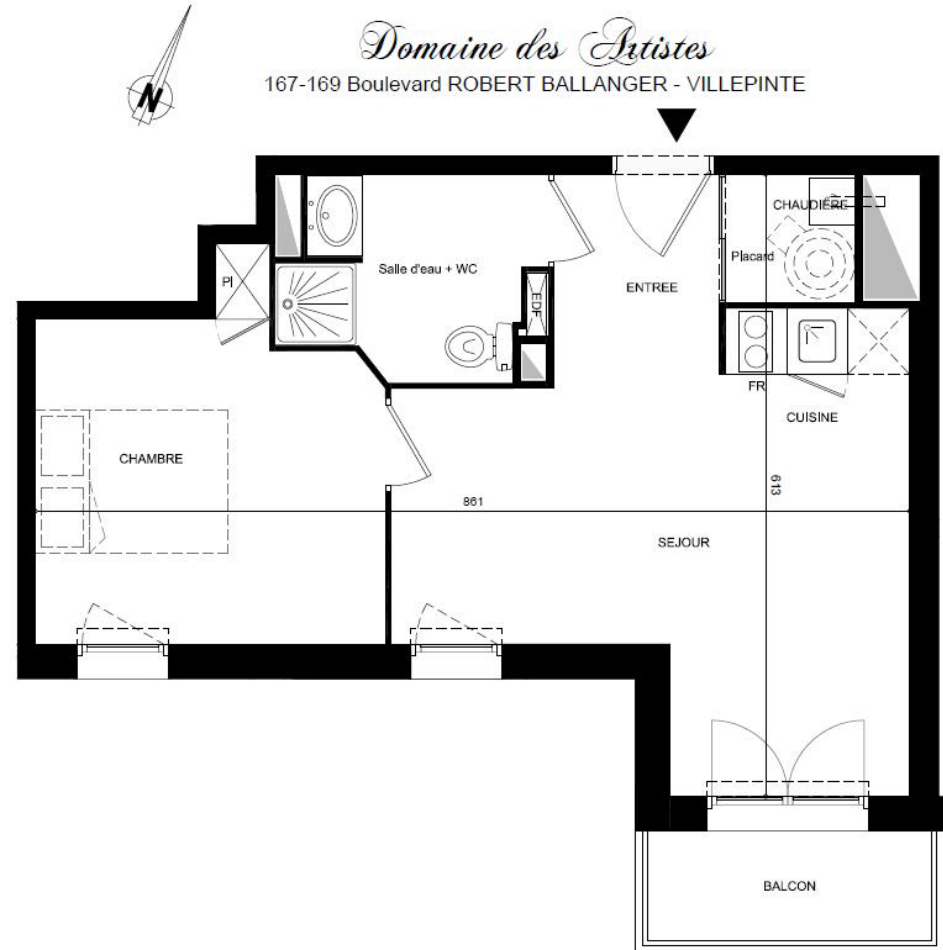 Domaine des Artistes
167-169 Boulevard ROBERT BALLANGER - VILLEPINTE
N
CHAUDIERE
Placard
Salle d'eau + WC
Pl
ENTREE
EDF
FR
CUISINE
CHAMBRE
861
613
SEJOUR
BALCON